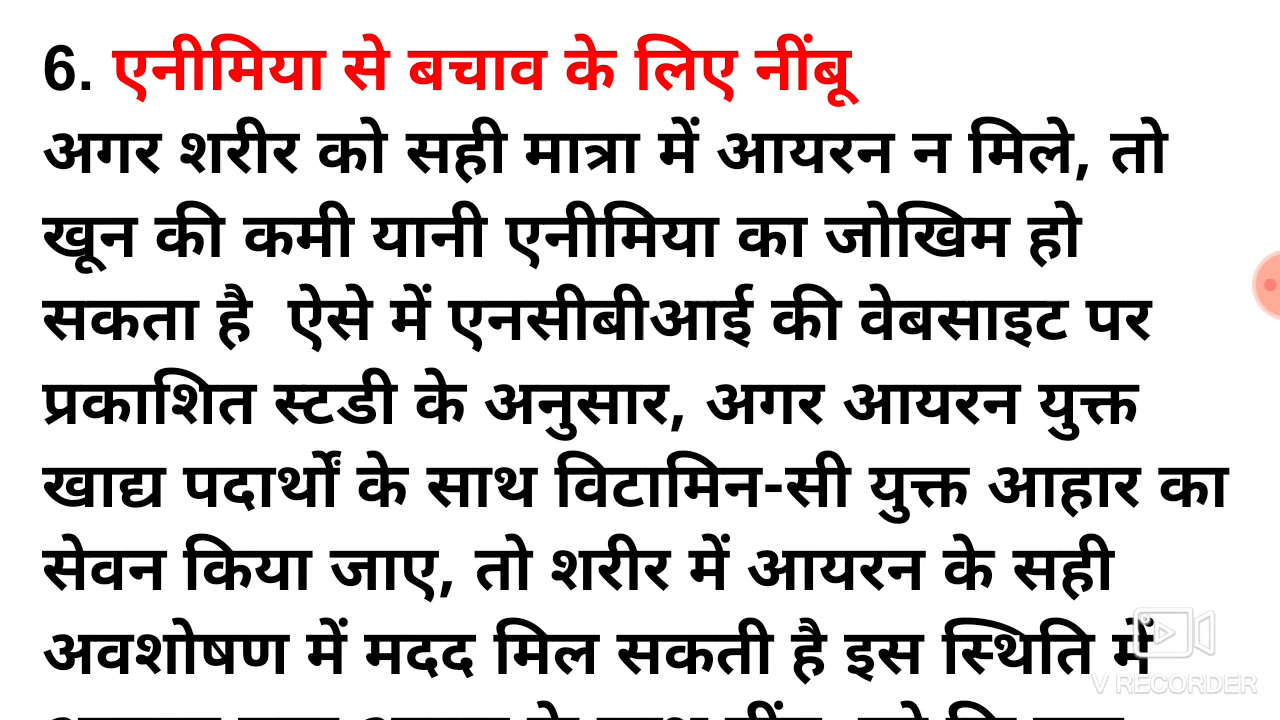 6. एनीमिया से बचाव के लिए नींबू
अगर शरीर को सही मात्रा में आयरन न मिले, तो
खून की कमी यानी एनीमिया का जोखिम हो
सकता है  ऐसे में एनसीबीआई की वेबसाइट पर
प्रकाशित स्टडी के अनुसार, अगर आयरन युक्त
खाद्य पदार्थों के साथ विटामिन-सी युक्त आहार का
सेवन किया जाए, तो शरीर में आयरन के सही
अवशोषण में मदद मिल सकती है इस स्थिति में
V RECORDER